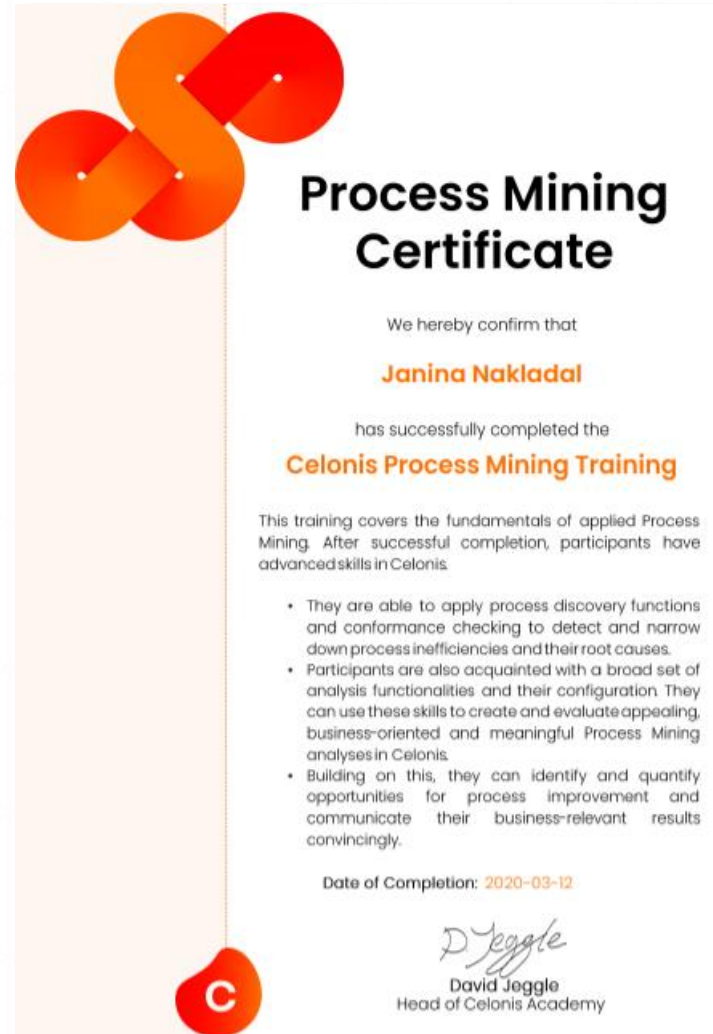 Process Mining
Certificate
We hereby confirm that
Janina Nakladal
has successfully completed the
Celonis Process Mining Training
This training covers the fundamentals of applied Process
Mining. After successful completion, participants have
advanced skills in Celonis.
• They are able to apply process discovery functions
and conformance checking to detect and narrow
down process inefficiencies and their root causes.
• Participants are also acquainted with a broad set of
analysis functionalities and their configuration. They
can use these skills to create and evaluate appealing,
business-oriented and meaningful Process Mining
analyses in Celonis.
• Building on this, they can identify and quantify
opportunities for process improvement and
communicate their business-relevant results
convincingly.
Date of Completion: 2020-03-12
D. Jeggle
David Jeggle
Head of Celonis Academy
C